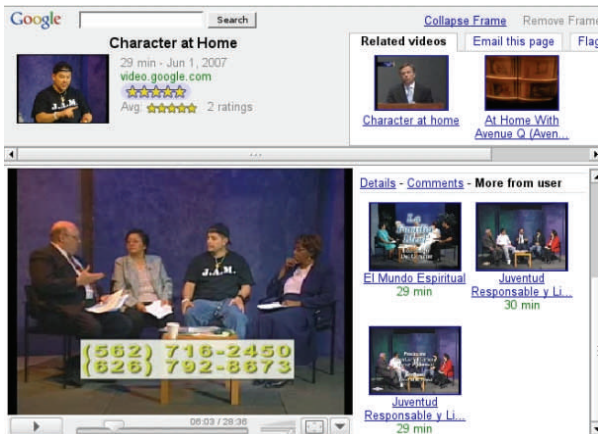 Google
Search
Collapse Frame Remove Frame
Character at Home
29 min - Jun 1, 2007
video.google.com
Avg: 2 ratings
Related videos Email this page Flag
Character at home
At Home With
Avenue Q (Aven...
J.A.M.
Details - Comments - More from user
J.A.M.
(562) 716-2450
(626) 792-8673
06:03 / 28:36
El Mundo Espiritual
29 min
Juventud
Responsable y Li...
30 min
Juventud
Responsable y Li...
29 min